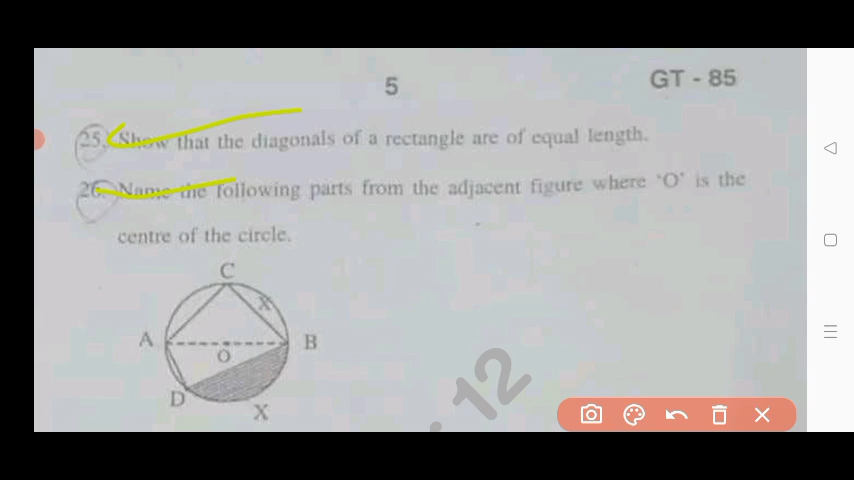 5
GT - 85
25. Show that the diagonals of a rectangle are of equal length.
26. Name the following parts from the adjacent figure where 'O' is the
centre of the circle.
C
X
A
O
B
D
X
12